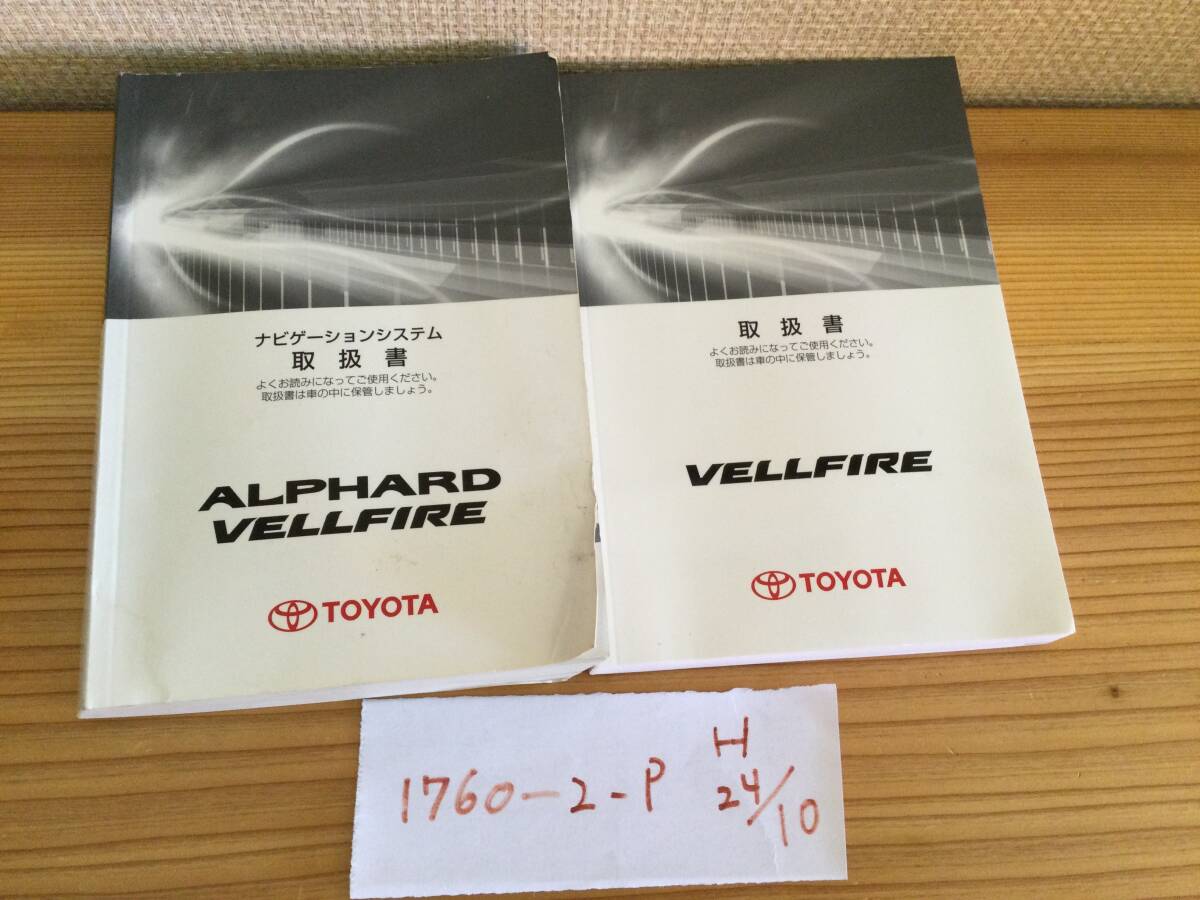 ナビゲーションシステム
取扱書
よくお読みになってご使用ください。
取扱書は車の中に保管しましょう。
ALPHARD
VELLFIRE
TOYOTA
取扱書
よくお読みになってご使用ください。
取扱書は車の中に保管しましょう。
VELLFIRE
TOYOTA
1760-2-P
H
24/10